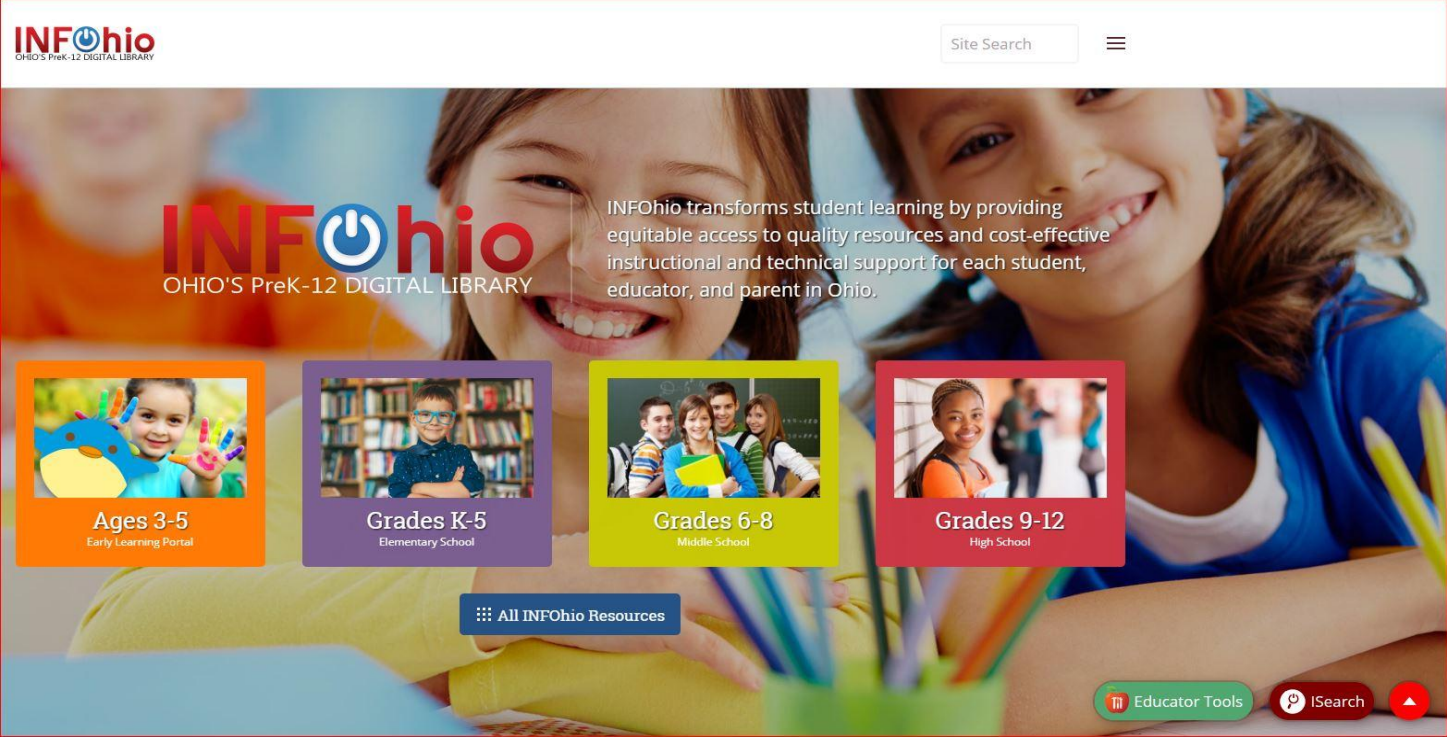 INFOhio
OHIO'S PreK-12 DIGITAL LIBRARY
Site Search
INFOhio
OHIO'S PreK-12 DIGITAL LIBRARY
INFOhio transforms student learning by providing
equitable access to quality resources and cost-effective
instructional and technical support for each student,
educator, and parent in Ohio.
Ages 3-5
Early Learning Portal
Grades K-5
Elementary School
Grades 6-8
Middle School
Grades 9-12
High School
All INFOhio Resources
Educator Tools
ISearch